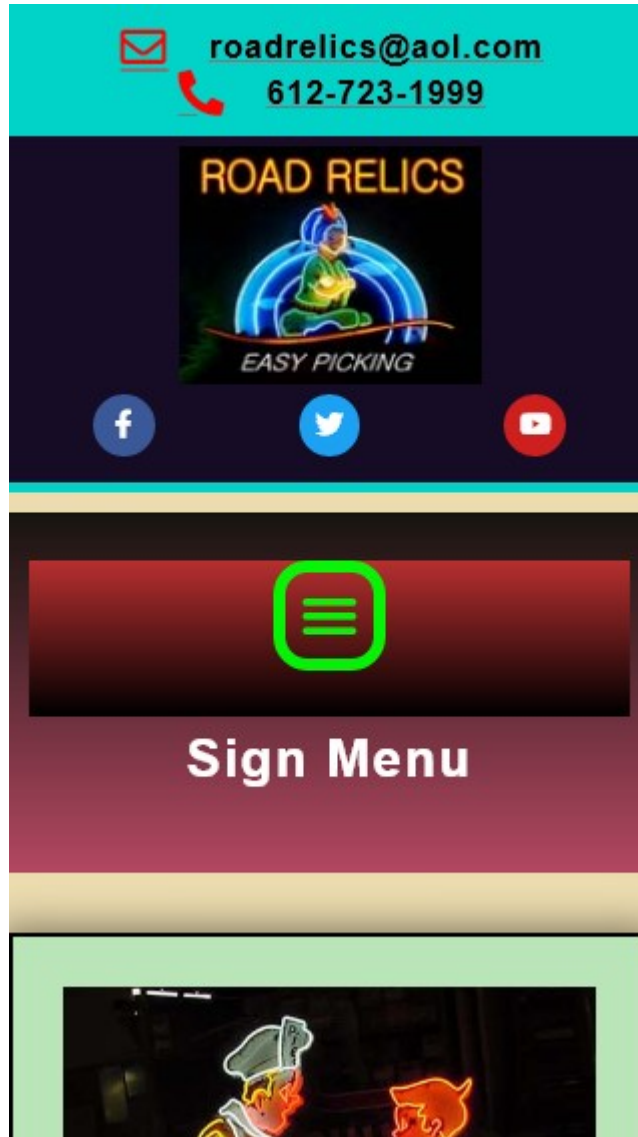 roadrelics@aol.com
612-723-1999
ROAD RELICS
EASY PICKING
Sign Menu